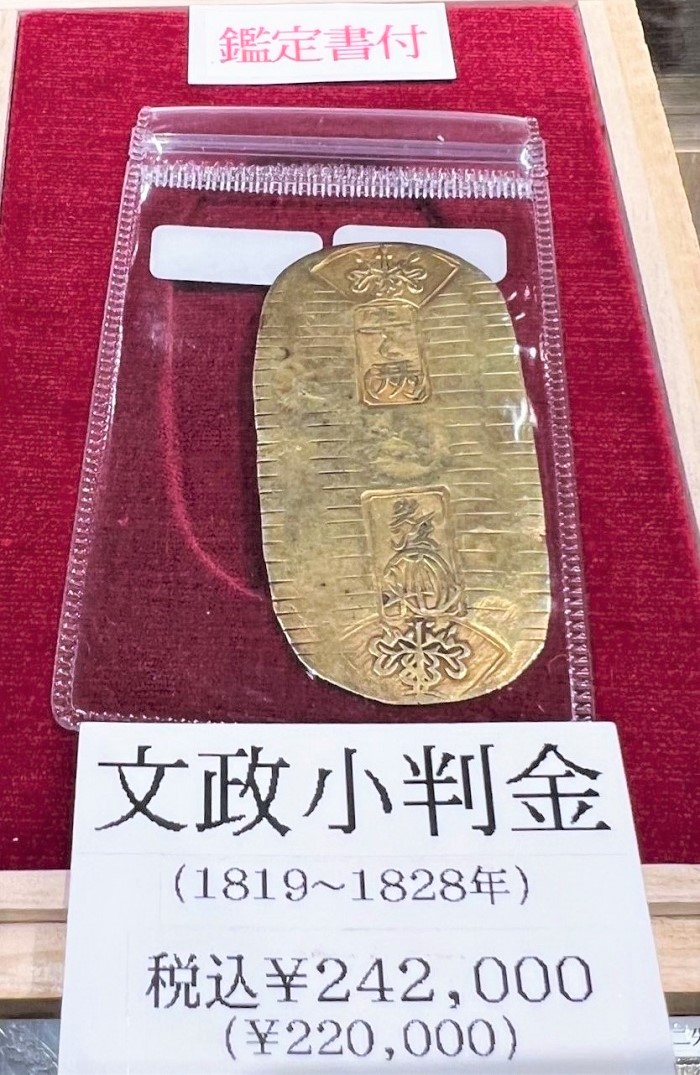 鑑定書付
文政小判金
(1819～1828年)
税込¥242,000
(¥220,000)